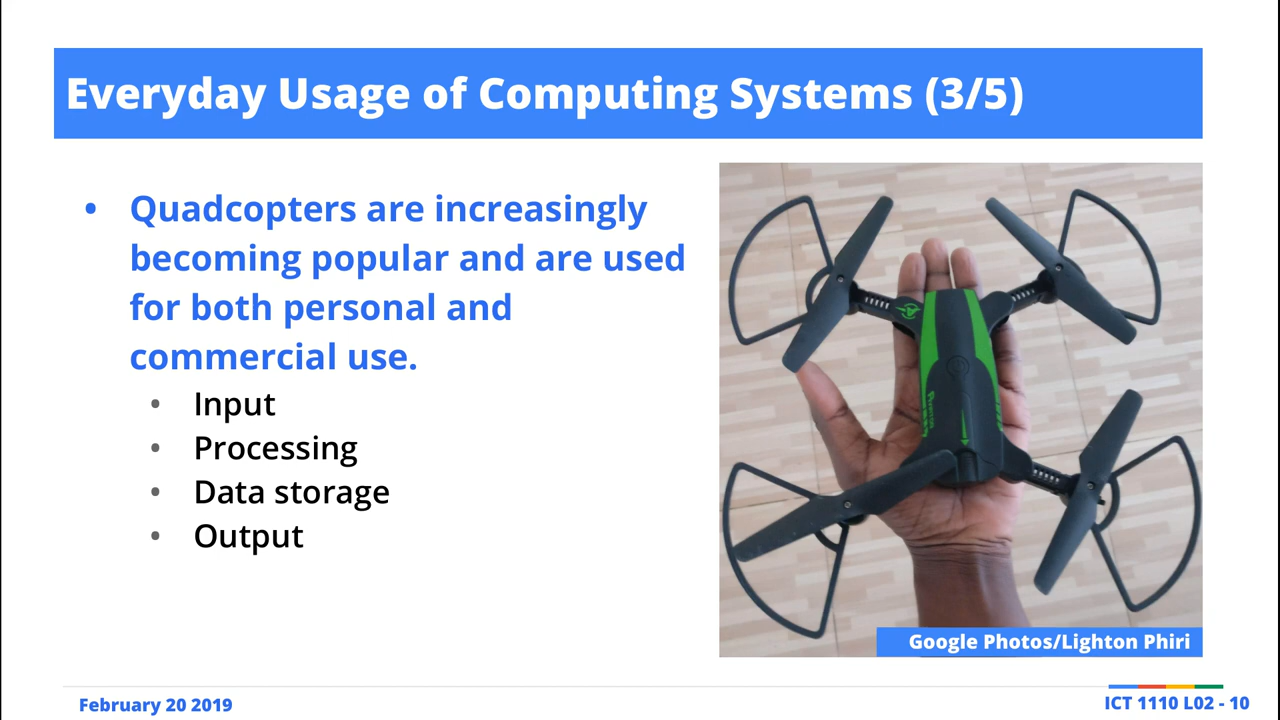 Everyday Usage of Computing Systems (3/5)
• Quadcopters are increasingly
becoming popular and are used
for both personal and
commercial use.
• Input
• Processing
• Data storage
• Output
Google Photos/Lighton Phiri
February 20 2019
ICT 1110 L02 - 10